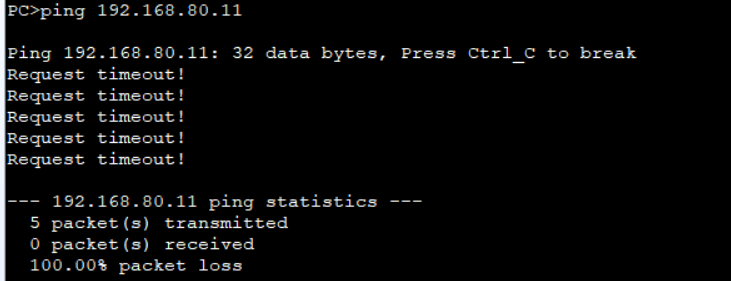 PC>ping 192.168.80.11
Ping 192.168.80.11: 32 data bytes, Press Ctrl_C to break
Request timeout!
Request timeout!
Request timeout!
Request timeout!
Request timeout!
--- 192.168.80.11 ping statistics ---
5 packet(s) transmitted
0 packet(s) received
100.00% packet loss